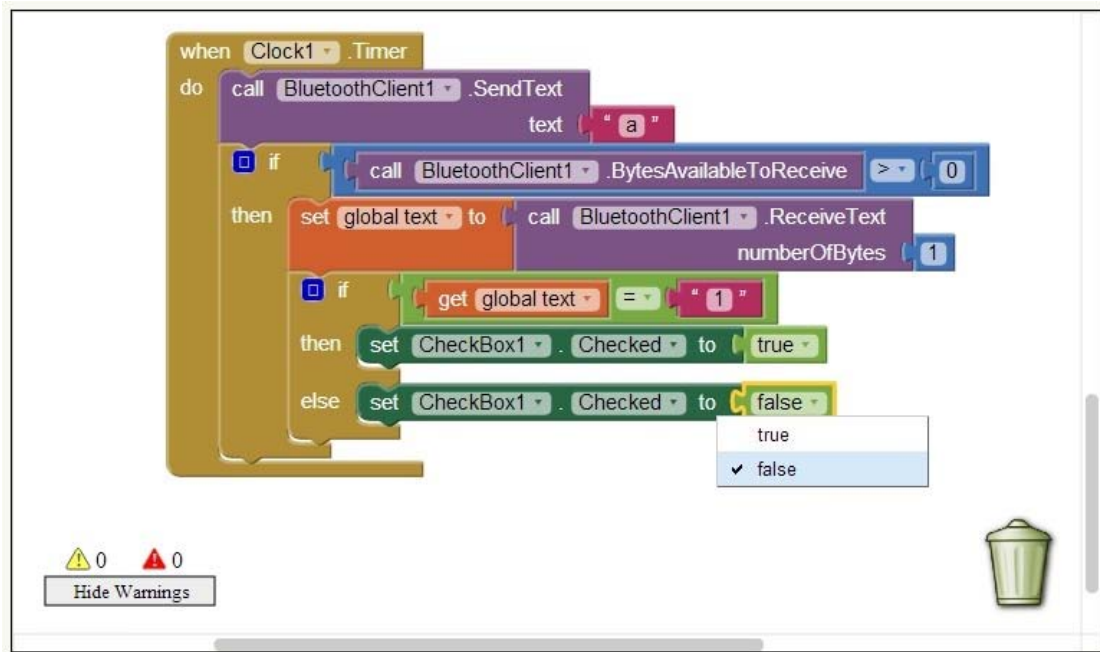 when Clock1 .Timer
do call BluetoothClient1 .SendText
text " a "
if call BluetoothClient1 .BytesAvailableToReceive > 0
then set global text to call BluetoothClient1 .ReceiveText
numberOfBytes 1
if get global text = " 1 "
then set CheckBox1 . Checked to true
else set CheckBox1 . Checked to false
true
false
0 0
Hide Warnings